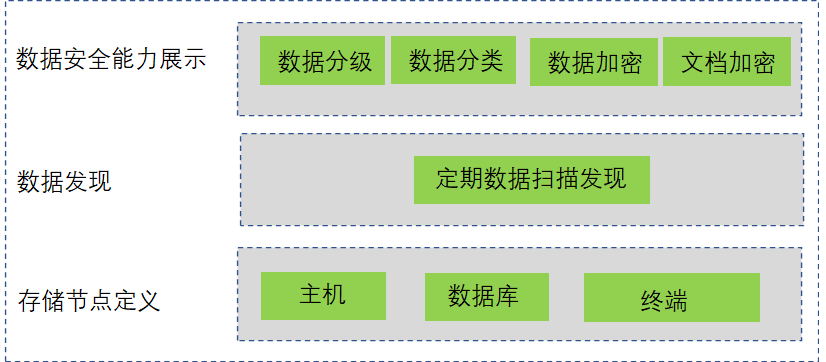 数据安全能力展示
数据分级
数据分类
数据加密
文档加密
数据发现
定期数据扫描发现
存储节点定义
主机
数据库
终端